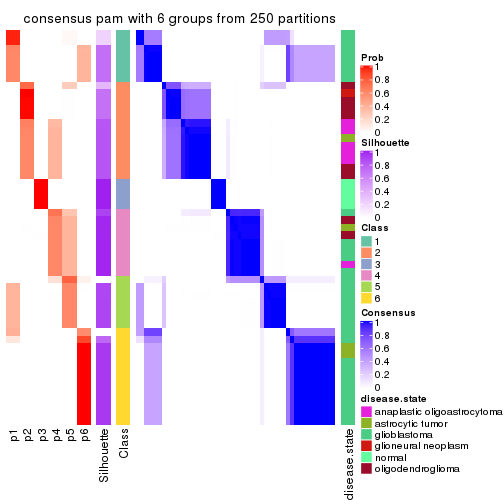 consensus pam with 6 groups from 250 partitions
Prob
1
0.8
0.6
0.4
0.2
0
Silhouette
1
0.8
0.6
0.4
0.2
0
Class
1
2
3
4
5
6
Consensus
1
0.8
0.6
0.4
0.2
0
disease.state
anaplastic oligoastrocytoma
astrocytic tumor
glioblastoma
glioneural neoplasm
normal
oligodendroglioma
p1
p2
p3
p4
p5
p6
Silhouette
Class
disease.state